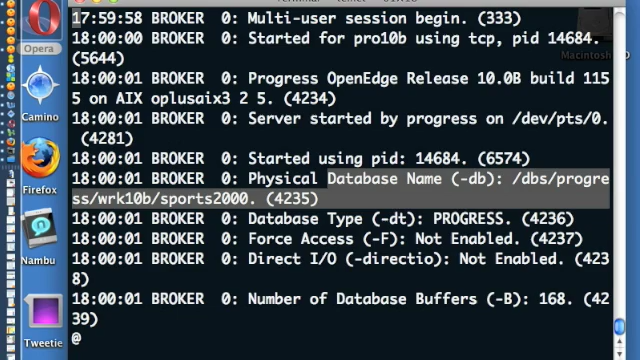 17:59:58 BROKER  0: Multi-user session begin. (333)
18:00:00 BROKER  0: Started for pro10b using tcp, pid 14684.
(5644)
18:00:01 BROKER  0: Progress OpenEdge Release 10.0B build 115
5 on AIX oplusaix3 2 5. (4234)
18:00:01 BROKER  0: Server started by progress on /dev/pts/0.
(4281)
18:00:01 BROKER  0: Started using pid: 14684. (6574)
18:00:01 BROKER  0: Physical Database Name (-db): /dbs/progre
ss/wrk10b/sports2000. (4235)
18:00:01 BROKER  0: Database Type (-dt): PROGRESS. (4236)
18:00:01 BROKER  0: Force Access (-F): Not Enabled. (4237)
18:00:01 BROKER  0: Direct I/O (-directio): Not Enabled. (423
8)
18:00:01 BROKER  0: Number of Database Buffers (-B): 168. (42
39)
@
Opera
Camino
Firefox
Nambu
Tweetie